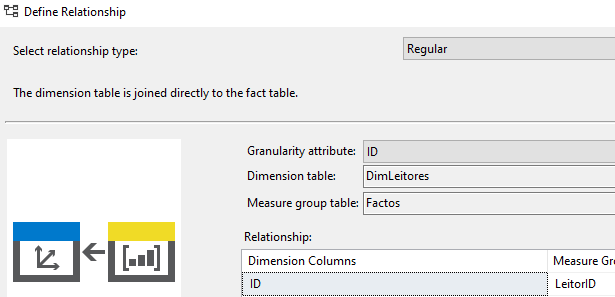 Define Relationship
Select relationship type: Regular
The dimension table is joined directly to the fact table.
Granularity attribute: ID
Dimension table: DimLeitores
Measure group table: Factos
Relationship:
Dimension Columns Measure Gr
ID LeitorID